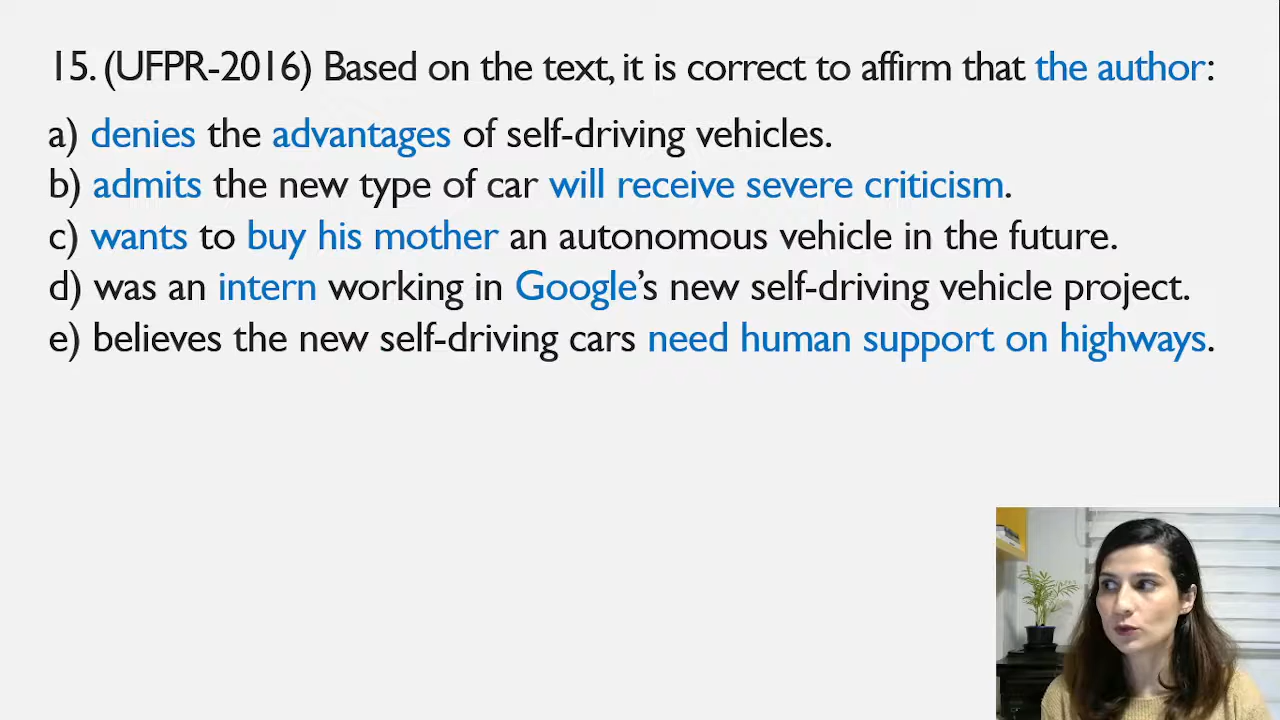 15. (UFPR-2016) Based on the text, it is correct to affirm that the author:
a) denies the advantages of self-driving vehicles.
b) admits the new type of car will receive severe criticism.
c) wants to buy his mother an autonomous vehicle in the future.
d) was an intern working in Google’s new self-driving vehicle project.
e) believes the new self-driving cars need human support on highways.